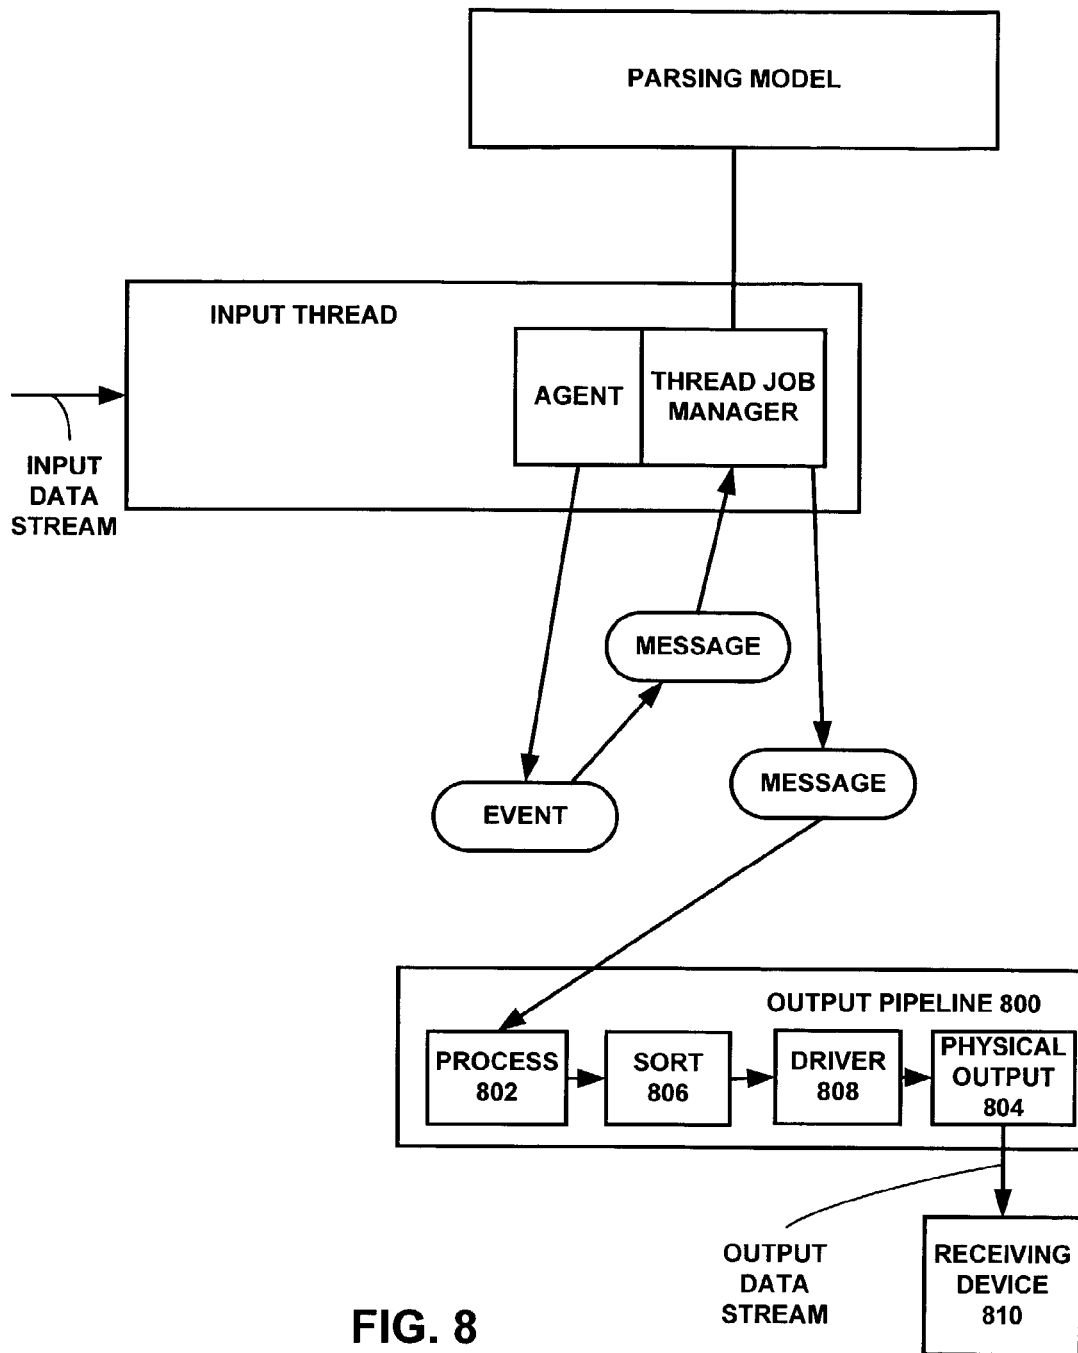 PARSING MODEL
INPUT THREAD
AGENT
THREAD JOB
MANAGER
INPUT
DATA
STREAM
MESSAGE
MESSAGE
EVENT
OUTPUT PIPELINE 800
PROCESS
802
SORT
806
DRIVER
808
PHYSICAL
OUTPUT
804
OUTPUT
DATA
STREAM
RECEIVING
DEVICE
810
FIG. 8